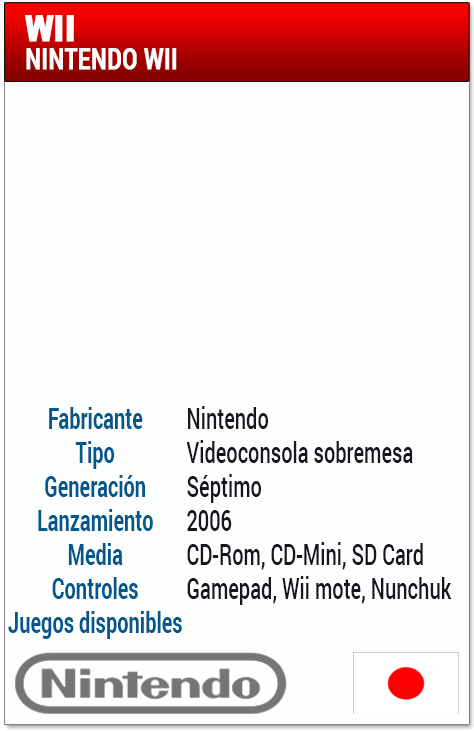 WII
NINTENDO WII
Fabricante Nintendo
Tipo Videoconsola sobremesa
Generación Séptimo
Lanzamiento 2006
Media CD-Rom, CD-Mini, SD Card
Controles Gamepad, Wii mote, Nunchuk
Juegos disponibles
Nintendo